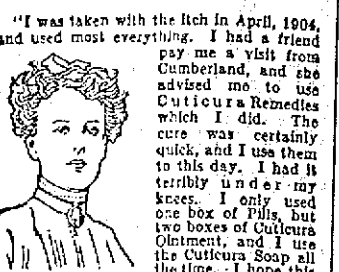 "I was taken with the Itch in April, 1904,
and used most everything. I had a friend
pay me a visit from
Cumberland, and she
advised me to use
Cuticura Remedies
which I did. The
cure was certainly
quick, and I use them
to this day. I had it
terribly under my
knees. I only used
one box of Pills, but
two boxes of Cuticura
Ointment, and I use
the Cuticura Soap all
the time. I hope this